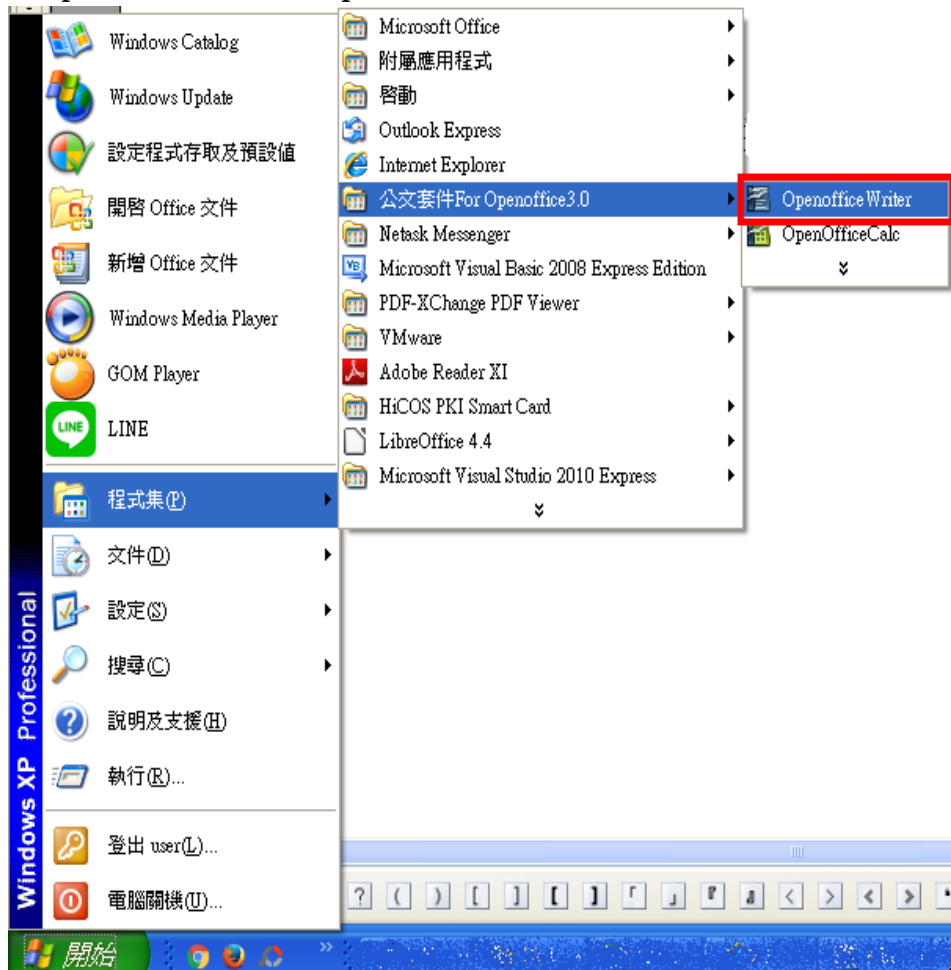 Windows Catalog
Windows Update
設定程式存取及預設值
開啓 Office 文件
新增 Office 文件
Windows Media Player
GOM Player
LINE
LINE
程式集(P)
文件(D)
設定(S)
搜尋(C)
說明及支援(H)
執行(R)...
登出 user(L)...
電腦關機(U)...
Windows XP Professional
Microsoft Office
附屬應用程式
啓動
Outlook Express
Internet Explorer
公文套件For Openoffice3.0
Netask Messenger
Microsoft Visual Basic 2008 Express Edition
PDF-XChange PDF Viewer
VMware
Adobe Reader XI
HiCOS PKI Smart Card
LibreOffice 4.4
Microsoft Visual Studio 2010 Express
Openoffice Writer
OpenOfficeCalc
? ( ) [ ] 【 】 「 」 『 』 < > 《 》
開始